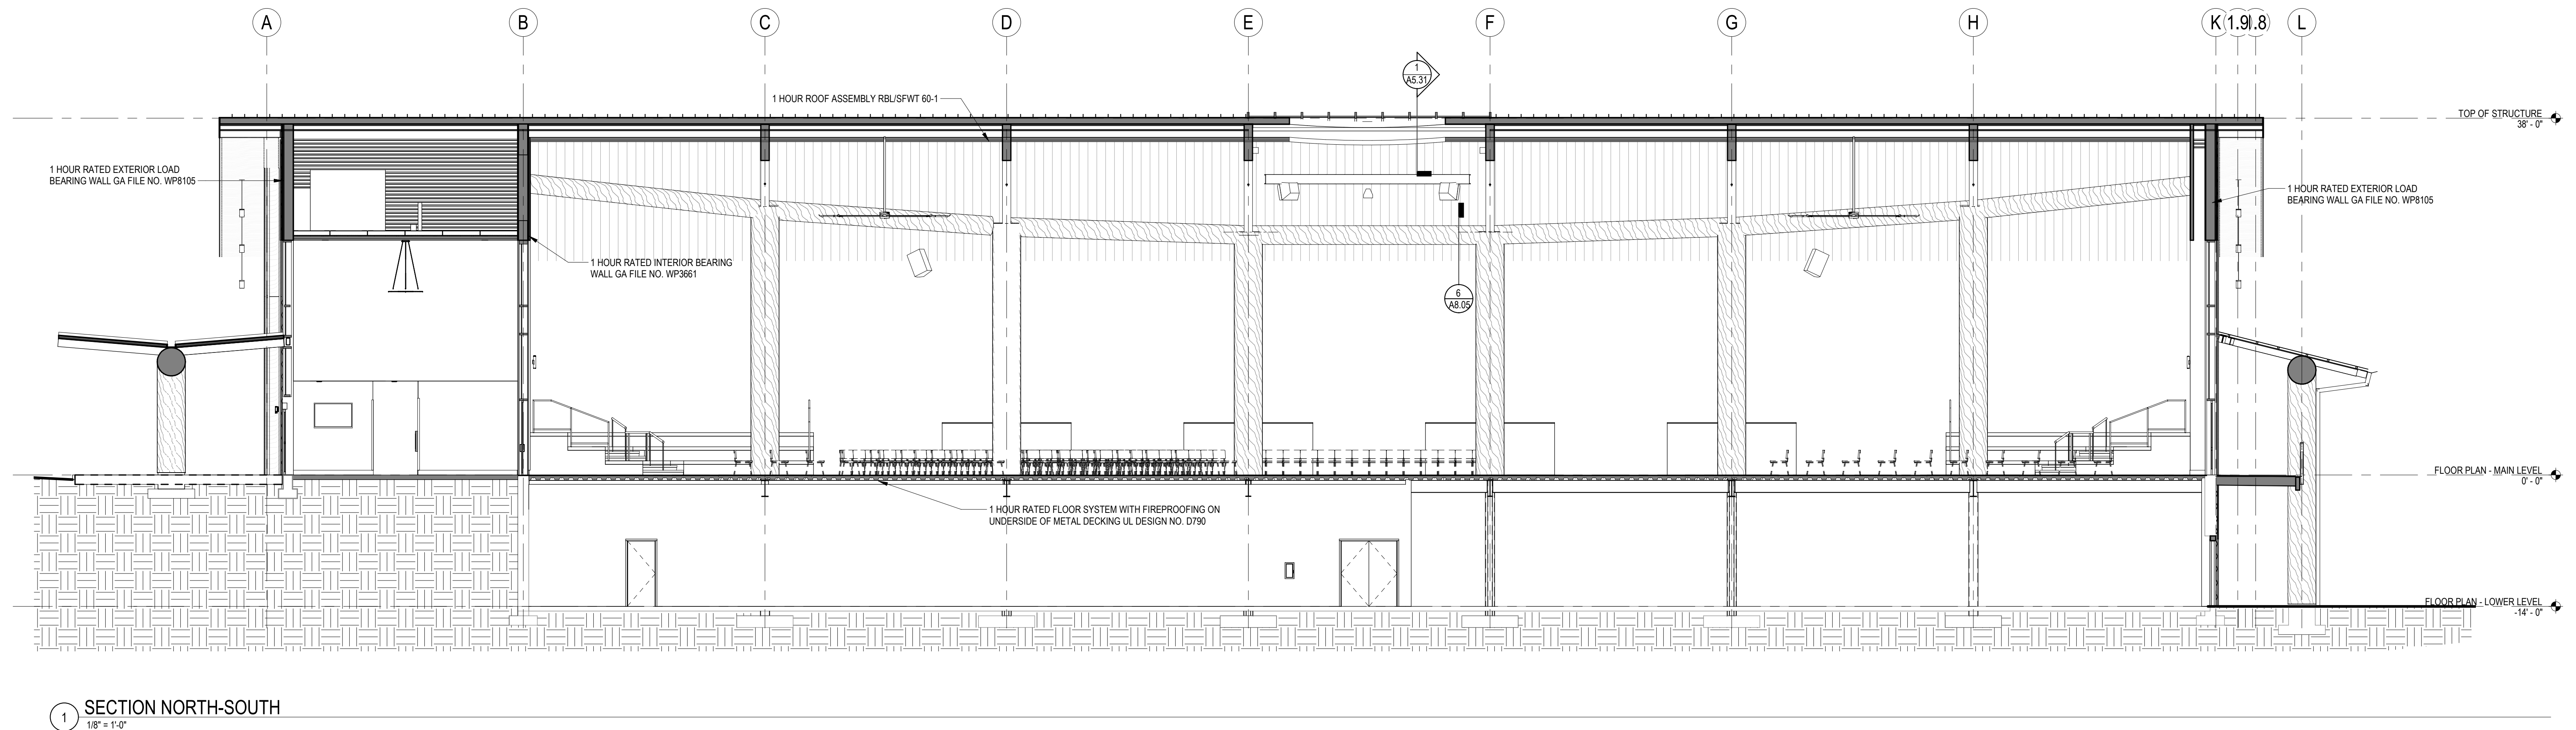 A
B
C
D
E
F
G
H
K
1.9
.8
L
1
A5.31
1 HOUR ROOF ASSEMBLY RBL/SFWT 60-1
TOP OF STRUCTURE
38' - 0"
1 HOUR RATED EXTERIOR LOAD
BEARING WALL GA FILE NO. WP8105
1 HOUR RATED EXTERIOR LOAD
BEARING WALL GA FILE NO. WP8105
1 HOUR RATED INTERIOR BEARING
WALL GA FILE NO. WP3661
6
A8.05
FLOOR PLAN - MAIN LEVEL
0' - 0"
1 HOUR RATED FLOOR SYSTEM WITH FIREPROOFING ON
UNDERSIDE OF METAL DECKING UL DESIGN NO. D790
FLOOR PLAN - LOWER LEVEL
-14' - 0"
1
SECTION NORTH-SOUTH
1/8" = 1'-0"